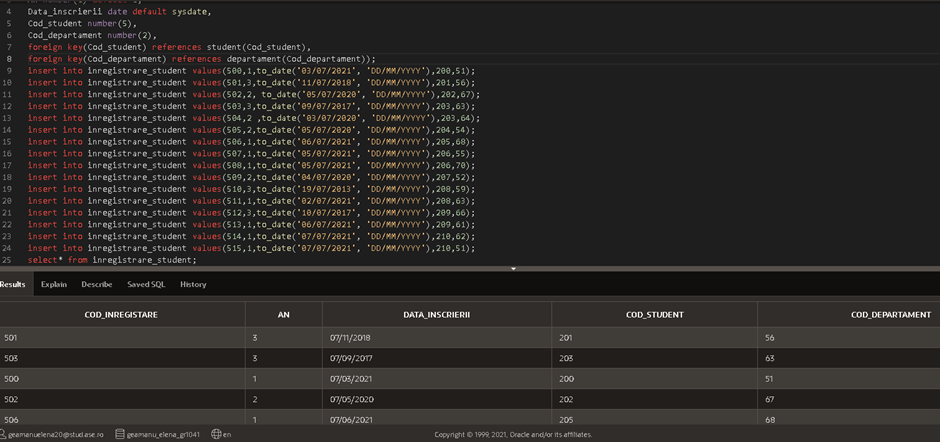 4 Data_inscrierii date default sysdate,
5 Cod_student number(5),
6 Cod_departament number(2),
7 foreign key(Cod_student) references student(Cod_student),
8 foreign key(Cod_departament) references departament(Cod_departament));
9 insert into inregistrare_student values(500,1,to_date('03/07/2021', 'DD/MM/YYYY'),200,51);
10 insert into inregistrare_student values(501,3,to_date('11/07/2018', 'DD/MM/YYYY'),201,56);
11 insert into inregistrare_student values(502,2, to_date('05/07/2020', 'DD/MM/YYYY'),202,67);
12 insert into inregistrare_student values(503,3,to_date('09/07/2017', 'DD/MM/YYYY'),203,63);
13 insert into inregistrare_student values(504,2 ,to_date('03/07/2020', 'DD/MM/YYYY'),203,64);
14 insert into inregistrare_student values(505,2,to_date('05/07/2020', 'DD/MM/YYYY'),204,54);
15 insert into inregistrare_student values(506,1,to_date('06/07/2021', 'DD/MM/YYYY'),205,68);
16 insert into inregistrare_student values(507,1,to_date('05/07/2021', 'DD/MM/YYYY'),206,55);
17 insert into inregistrare_student values(508,1,to_date('05/07/2021', 'DD/MM/YYYY'),206,70);
18 insert into inregistrare_student values(509,2,to_date('04/07/2020', 'DD/MM/YYYY'),207,52);
19 insert into inregistrare_student values(510,3,to_date('19/07/2013', 'DD/MM/YYYY'),208,59);
20 insert into inregistrare_student values(511,1,to_date('02/07/2021', 'DD/MM/YYYY'),208,63);
21 insert into inregistrare_student values(512,3,to_date('10/07/2017', 'DD/MM/YYYY'),209,66);
22 insert into inregistrare_student values(513,1,to_date('06/07/2021', 'DD/MM/YYYY'),209,61);
23 insert into inregistrare_student values(514,1,to_date('07/07/2021', 'DD/MM/YYYY'),210,62);
24 insert into inregistrare_student values(515,1,to_date('07/07/2021', 'DD/MM/YYYY'),210,51);
25 select* from inregistrare_student;
Results Explain Describe Saved SQL History
COD_INREGISTARE AN DATA_INSCRIERII COD_STUDENT COD_DEPARTAMENT
501 3 07/11/2018 201 56
503 3 07/09/2017 203 63
500 1 07/03/2021 200 51
502 2 07/05/2020 202 67
506 1 07/06/2021 205 68
geamanuelena20@stud.ase.ro geamanu_elena_gr1041 en Copyright © 1999, 2021, Oracle and/or its affiliates.